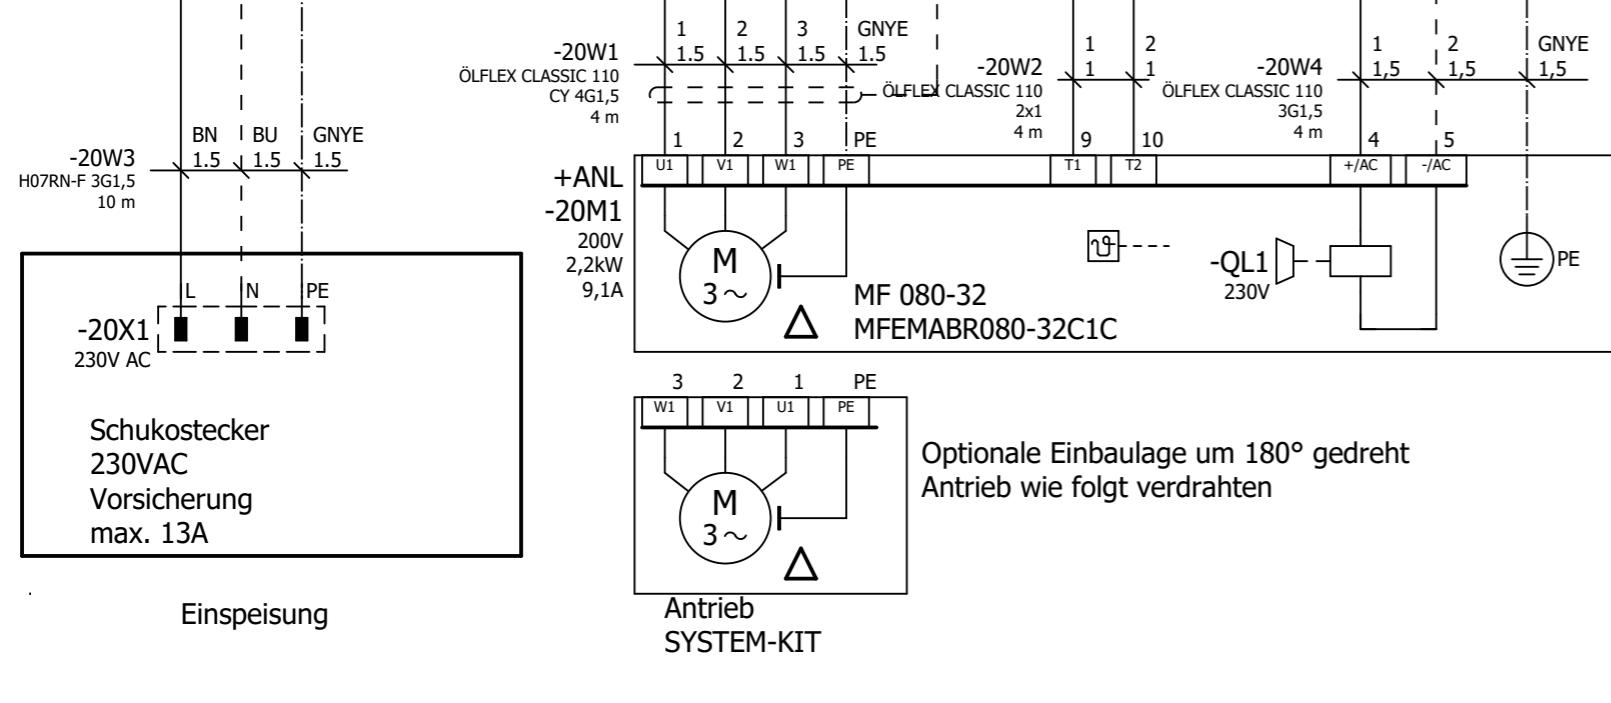 -20W3
H07RN-F 3G1,5
10 m
BN BU GNYE
1.5 1.5 1.5
L N PE
-20X1
230V AC
Schukostecker
230VAC
Vorsicherung
max. 13A
Einspeisung
-20W1
ÖLFLEX CLASSIC 110
CY 4G1,5
4 m
1 2 3 GNYE
1.5 1.5 1.5 1.5
1 2 3 PE
U1 V1 W1 PE
-20W2
ÖLFLEX CLASSIC 110
2x1
4 m
1 2
1 1
9 10
T1 T2
-20W4
ÖLFLEX CLASSIC 110
3G1,5
4 m
1 2 GNYE
1,5 1,5 1,5
4 5
+/AC -/AC
+ANL
-20M1
200V
2,2kW
9,1A
M
3~
MF 080-32
MFEMABR080-32C1C
-QL1
230V
PE
3 2 1 PE
W1 V1 U1 PE
M
3~
Antrieb
SYSTEM-KIT
Optionale Einbaulage um 180° gedreht
Antrieb wie folgt verdrahten